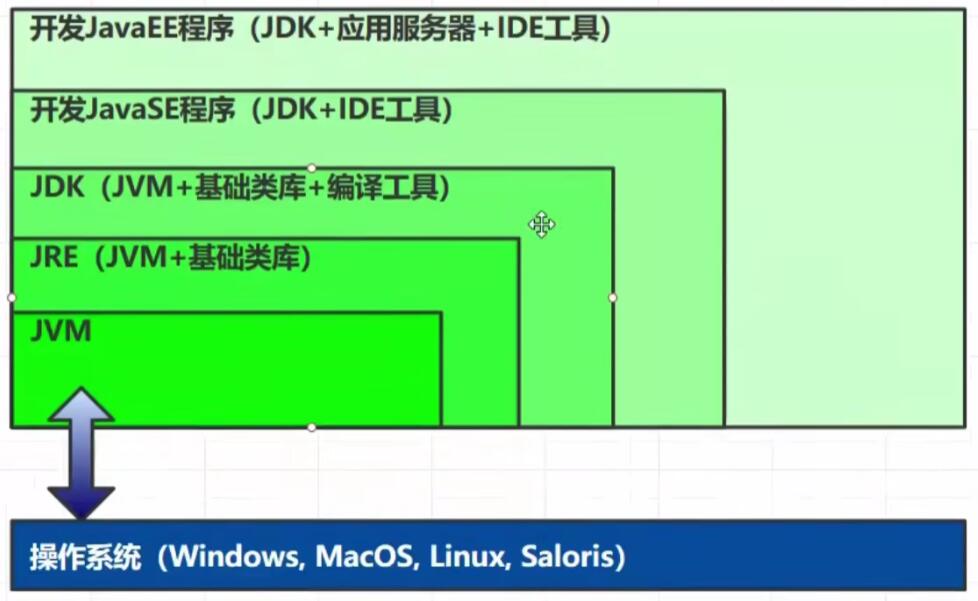 开发JavaEE程序（JDK+应用服务器+IDE工具）
开发JavaSE程序（JDK+IDE工具）
JDK（JVM+基础类库+编译工具）
JRE（JVM+基础类库）
JVM
操作系统（Windows, MacOS, Linux, Saloris）